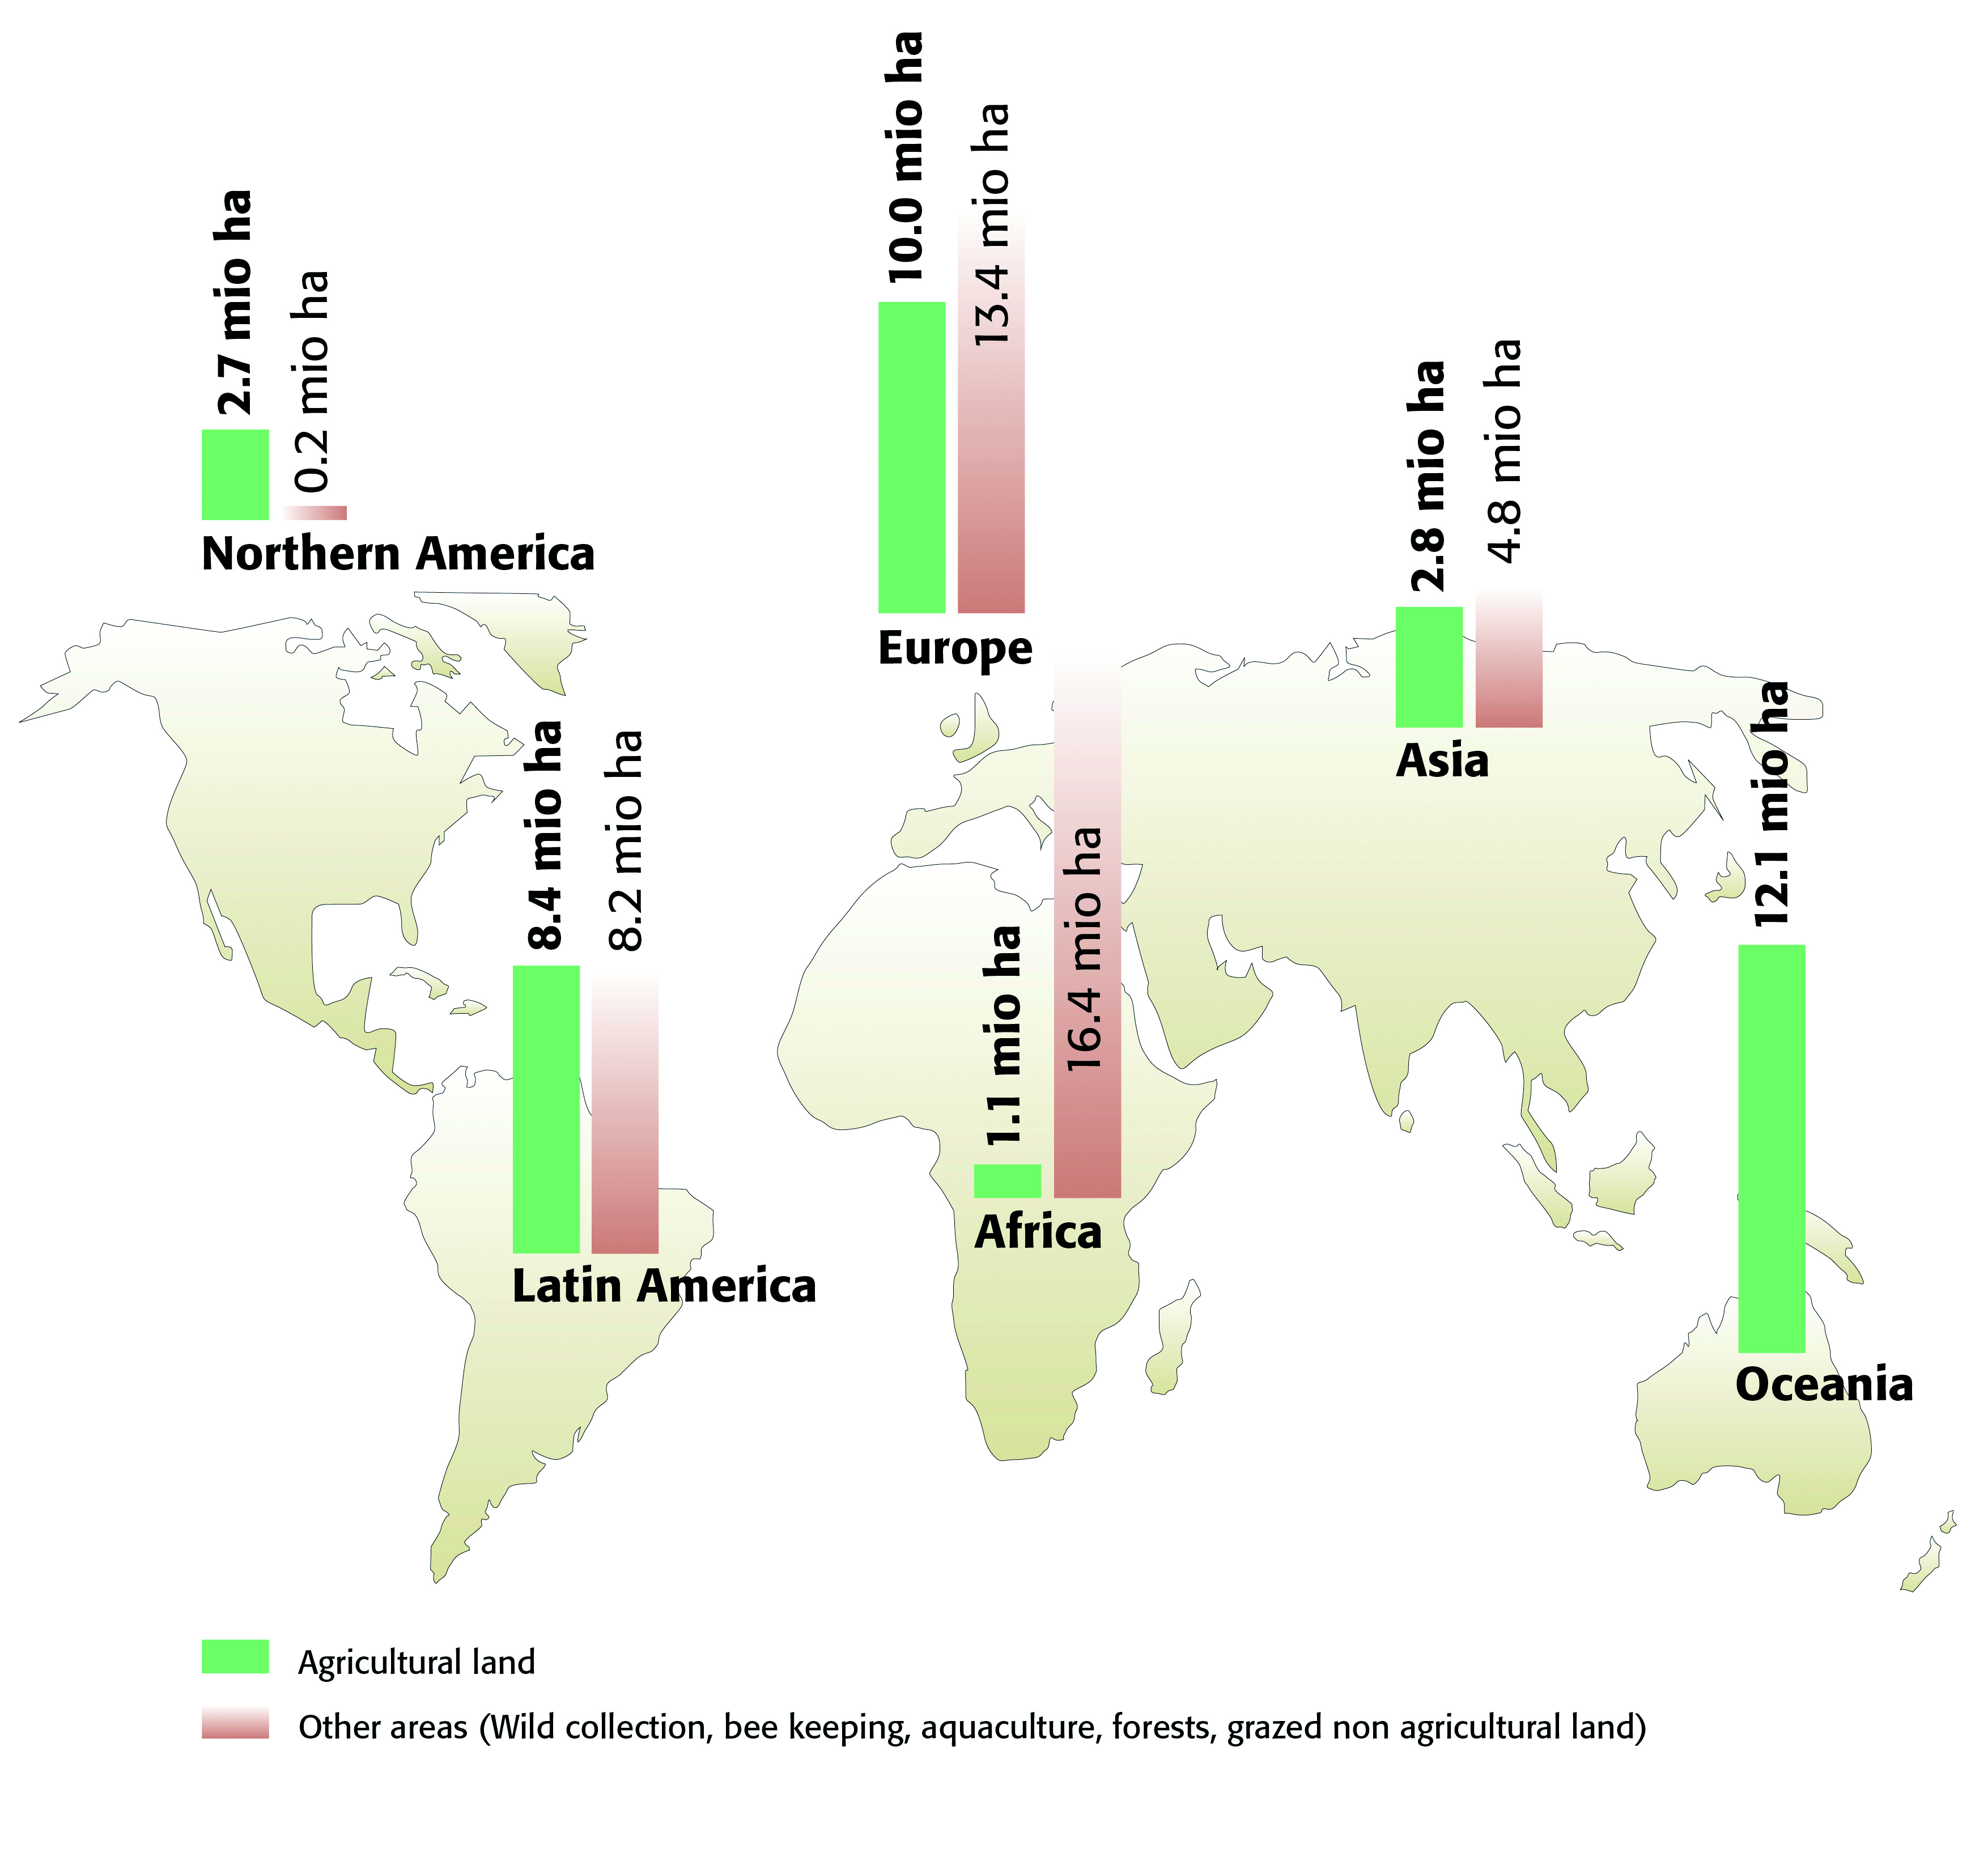 2.7 mio ha
0.2 mio ha
Northern America
10.0 mio ha
13.4 mio ha
Europe
2.8 mio ha
4.8 mio ha
Asia
8.4 mio ha
8.2 mio ha
Latin America
1.1 mio ha
16.4 mio ha
Africa
12.1 mio ha
Oceania
Agricultural land
Other areas (Wild collection, bee keeping, aquaculture, forests, grazed non agricultural land)